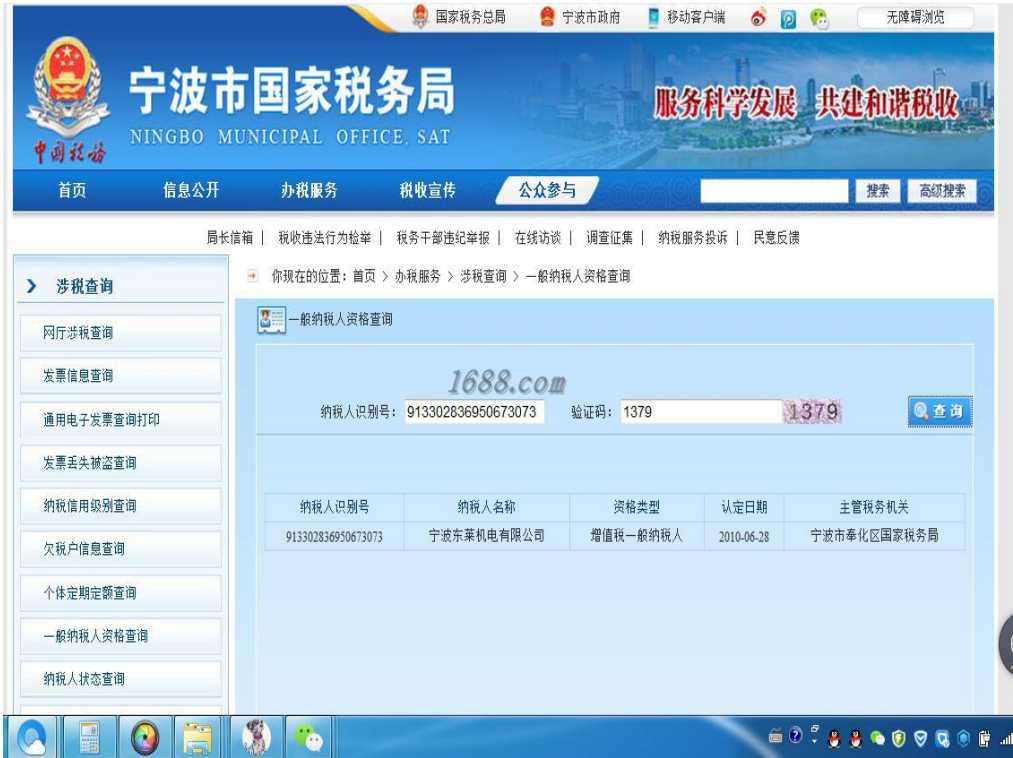 国家税务总局 宁波市政府 移动客户端 无障碍浏览
宁波市国家税务局
NINGBO MUNICIPAL OFFICE, SAT
中国税务
服务科学发展 共建和谐税收
首页 信息公开 办税服务 税收宣传 公众参与 搜索 高级搜索
局长信箱 | 税收违法行为检举 | 税务干部违纪举报 | 在线访谈 | 调查征集 | 纳税服务投诉 | 民意反馈
涉税查询
你现在的位置：首页 > 办税服务 > 涉税查询 > 一般纳税人资格查询
网厅涉税查询
发票信息查询
通用电子发票查询打印
发票丢失被盗查询
纳税信用级别查询
欠税户信息查询
个体定期定额查询
一般纳税人资格查询
纳税人状态查询
一般纳税人资格查询
1688.com
纳税人识别号: 913302836950673073 验证码: 1379 1379 查询
纳税人识别号 纳税人名称 资格类型 认定日期 主管税务机关
913302836950673073 宁波东莱机电有限公司 增值税一般纳税人 2010-06-28 宁波市奉化区国家税务局